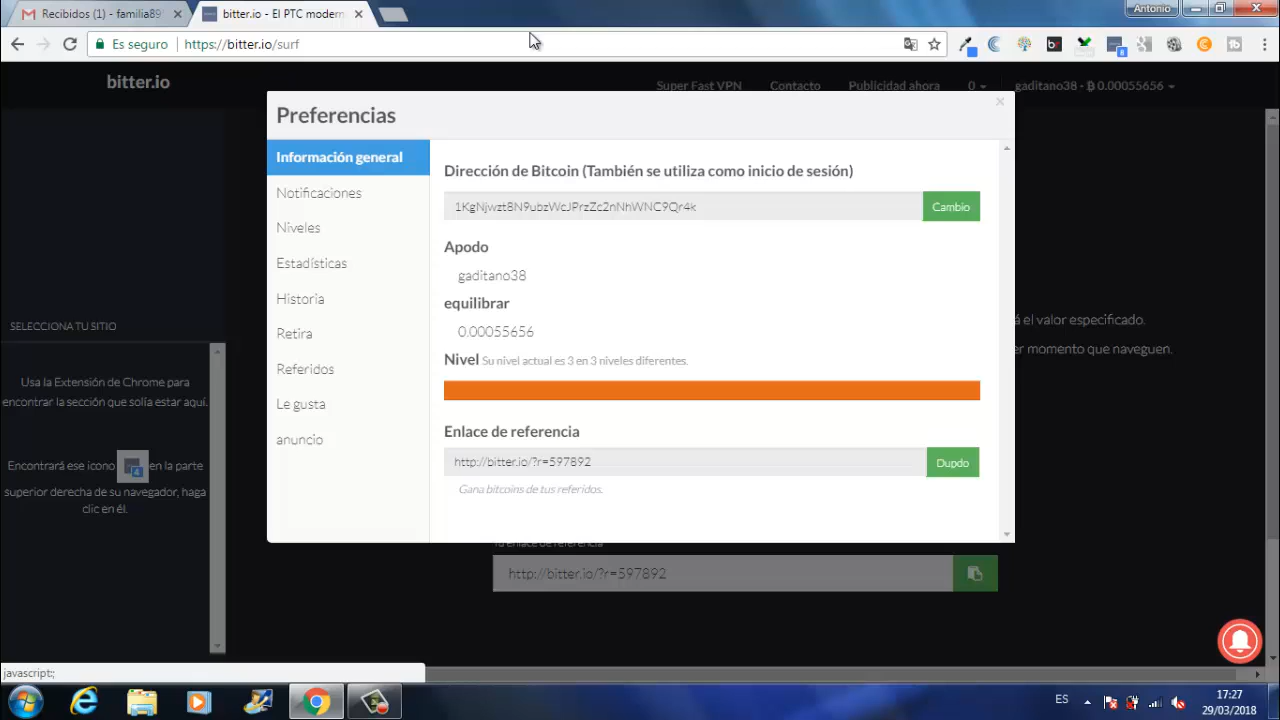 Recibidos (1) - familia89
bitter.io - El PTC modern
Antonio
Es seguro
https://bitter.io/surf
8
bitter.io
Super Fast VPN
Contacto
Publicidad ahora
0
gaditano38 - ₿ 0.00055656
Preferencias
×
Información general
Notificaciones
Niveles
Estadísticas
Historia
Retira
Referidos
Le gusta
anuncio
Dirección de Bitcoin (También se utiliza como inicio de sesión)
1KgNjwzt8N9ubzWcJPrzZc2nNhWNC9Qr4k
Cambio
Apodo
gaditano38
equilibrar
0.00055656
Nivel Su nivel actual es 3 en 3 niveles diferentes.
Enlace de referencia
http://bitter.io/?r=597892
Dupdo
Gana bitcoins de tus referidos.
SELECCIONA TU SITIO
Usa la Extensión de Chrome para
encontrar la sección que solía estar aquí.
Encontrará ese icono 4 en la parte
superior derecha de su navegador, haga
clic en él.
á el valor especificado.
er momento que naveguen.
Tu enlace de referencia
http://bitter.io/?r=597892
javascript:;
ES
17:27
29/03/2018